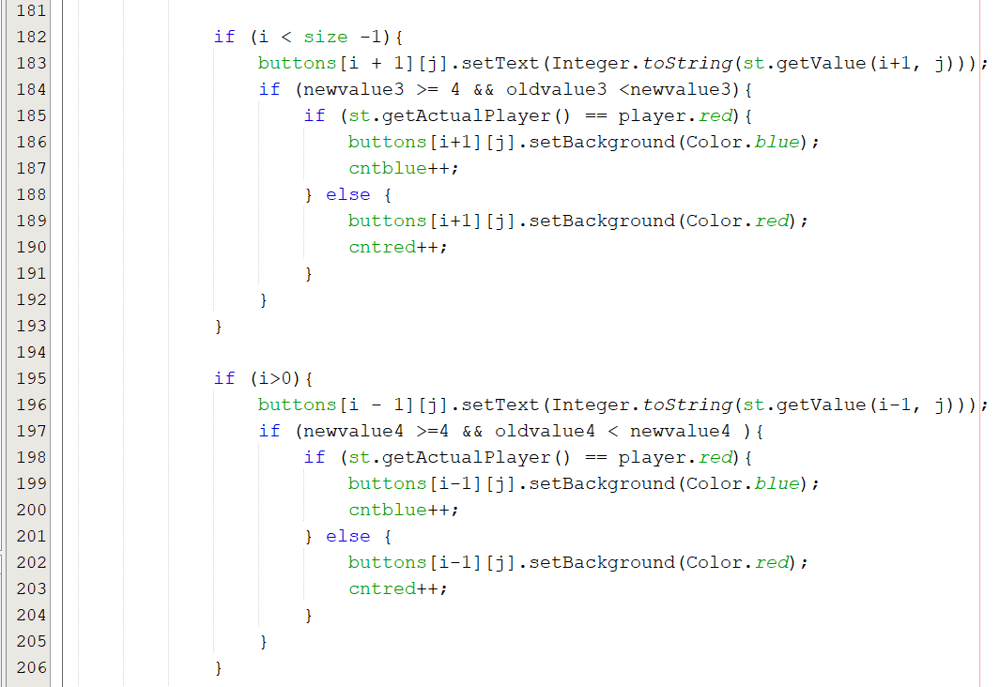 181
182 if (i < size -1){
183 buttons[i + 1][j].setText(Integer.toString(st.getValue(i+1, j)));
184 if (newvalue3 >= 4 && oldvalue3 <newvalue3){
185 if (st.getActualPlayer() == player.red){
186 buttons[i+1][j].setBackground(Color.blue);
187 cntblue++;
188 } else {
189 buttons[i+1][j].setBackground(Color.red);
190 cntred++;
191 }
192 }
193 }
194
195 if (i>0){
196 buttons[i - 1][j].setText(Integer.toString(st.getValue(i-1, j)));
197 if (newvalue4 >=4 && oldvalue4 < newvalue4 ){
198 if (st.getActualPlayer() == player.red){
199 buttons[i-1][j].setBackground(Color.blue);
200 cntblue++;
201 } else {
202 buttons[i-1][j].setBackground(Color.red);
203 cntred++;
204 }
205 }
206 }